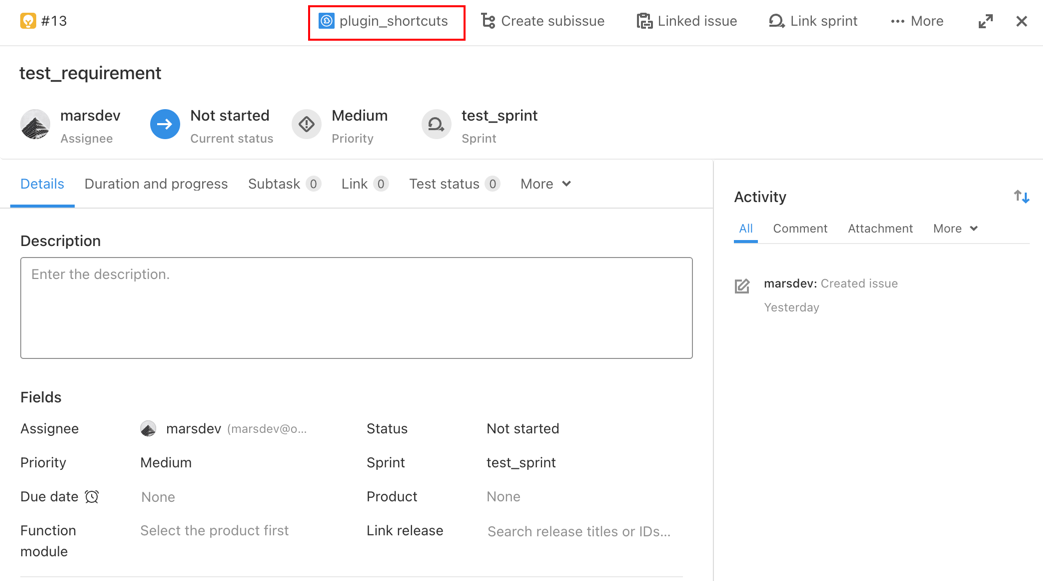 #13 plugin_shortcuts Create subissue Linked issue Link sprint More
test_requirement
marsdev Not started Medium test_sprint
Assignee Current status Priority Sprint
Details Duration and progress Subtask 0 Link 0 Test status 0 More
Description
Enter the description.
Fields
Assignee marsdev (marsdev@o... Status Not started
Priority Medium Sprint test_sprint
Due date None Product None
Function module Select the product first Link release Search release titles or IDs...
Activity
All Comment Attachment More
marsdev: Created issue
Yesterday